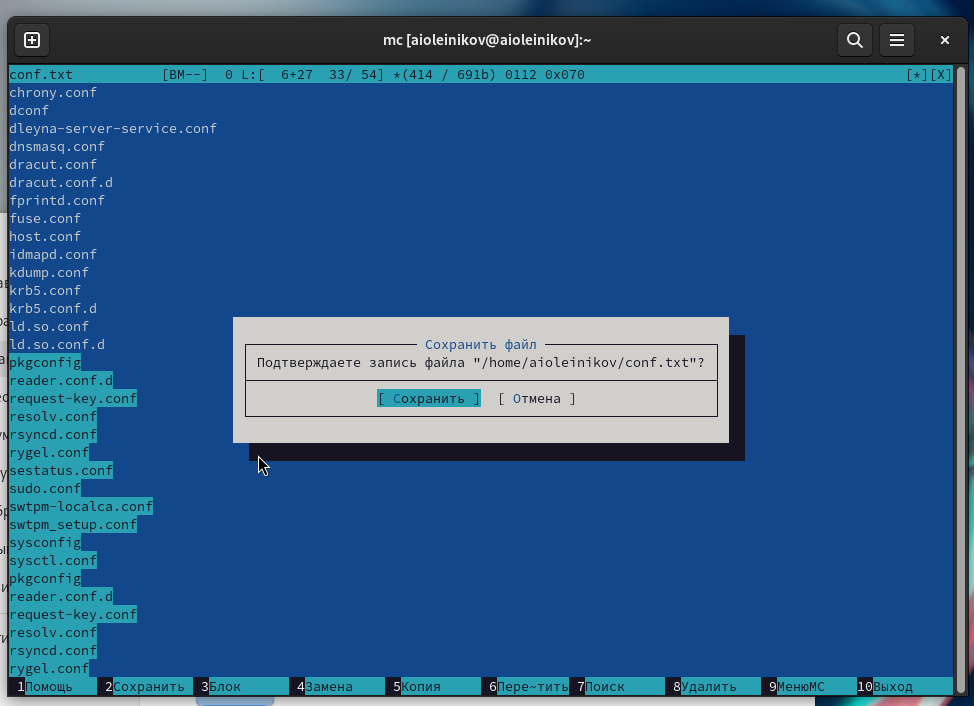 mc [aioleinikov@aioleinikov]:~
conf.txt [BM--] 0 L:[ 6+27 33/ 54] *(414 / 691b) 0112 0x070 [*][X]
chrony.conf
dconf
dleyna-server-service.conf
dnsmasq.conf
dracut.conf
dracut.conf.d
fprintd.conf
fuse.conf
host.conf
idmapd.conf
kdump.conf
krb5.conf
krb5.conf.d
ld.so.conf
ld.so.conf.d
pkgconfig
reader.conf.d
request-key.conf
resolv.conf
rsyncd.conf
rygel.conf
sestatus.conf
sudo.conf
swtpm-localca.conf
swtpm_setup.conf
sysconfig
sysctl.conf
pkgconfig
reader.conf.d
request-key.conf
resolv.conf
rsyncd.conf
rygel.conf
Сохранить файл
Подтверждаете запись файла "/home/aioleinikov/conf.txt"?
[ Сохранить ] [ Отмена ]
1Помощь 2Сохранить 3Блок 4Замена 5Копия 6Пере~тить 7Поиск 8Удалить 9МенюMC 10Выход